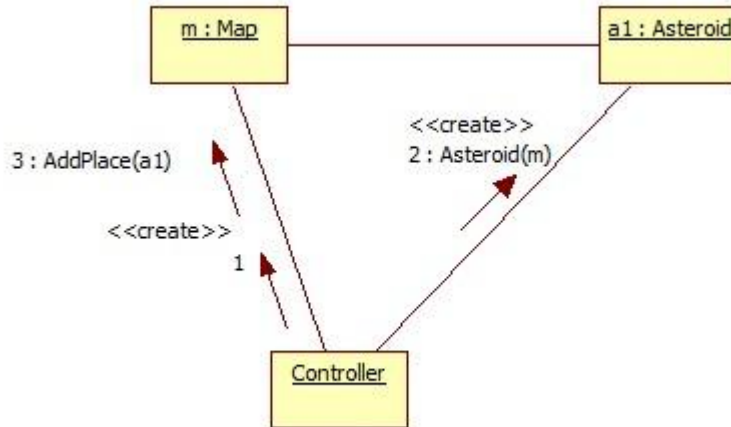 m : Map
a1 : Asteroid
<<create>>
2 : Asteroid(m)
3 : AddPlace(a1)
<<create>>
1
Controller